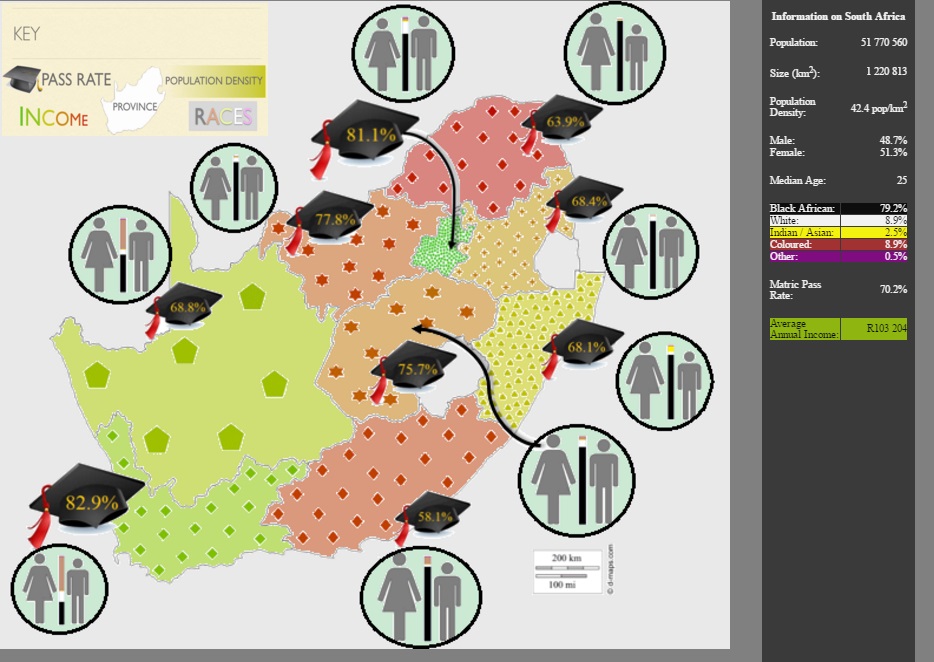 KEY
PASS RATE
POPULATION DENSITY
PROVINCE
INCOME
RACES
81.1%
63.9%
77.8%
68.4%
68.8%
68.1%
75.7%
82.9%
58.1%
200 km
100 mi
© d-maps.com
Information on South Africa
Population: 51 770 560
Size (km²): 1 220 813
Population
Density: 42.4 pop/km²
Male: 48.7%
Female: 51.3%
Median Age: 25
Black African: 79.2%
White: 8.9%
Indian / Asian: 2.5%
Coloured: 8.9%
Other: 0.5%
Matric Pass
Rate: 70.2%
Average
Annual Income: R103 204